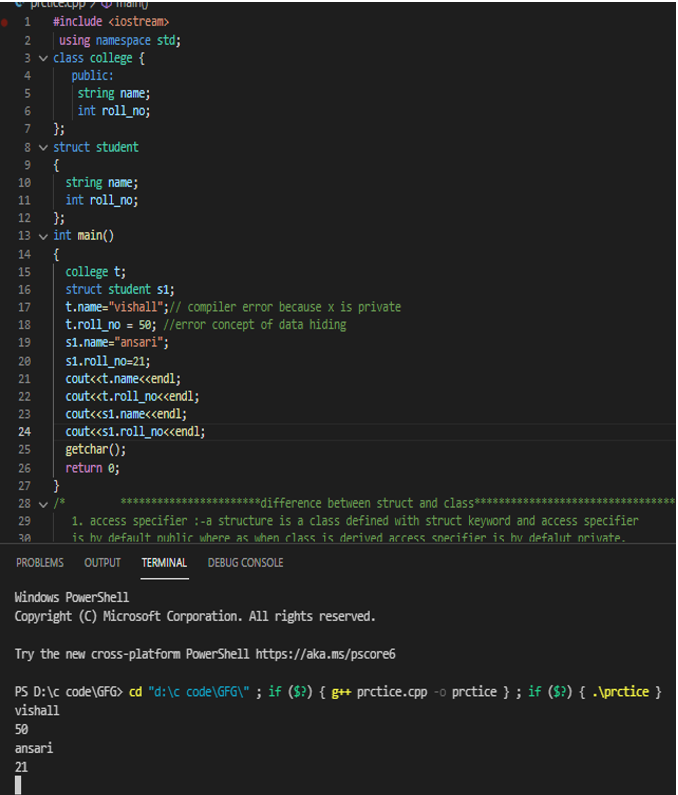 prctice.cpp / main()
1 #include <iostream>
2 using namespace std;
3 class college {
4 public:
5 string name;
6 int roll_no;
7 };
8 struct student
9 {
10 string name;
11 int roll_no;
12 };
13 int main()
14 {
15 college t;
16 struct student s1;
17 t.name="vishall";// compiler error because x is private
18 t.roll_no = 50; //error concept of data hiding
19 s1.name="ansari";
20 s1.roll_no=21;
21 cout<<t.name<<endl;
22 cout<<t.roll_no<<endl;
23 cout<<s1.name<<endl;
24 cout<<s1.roll_no<<endl;
25 getchar();
26 return 0;
27 }
28 /* ***********************difference between struct and class*********************************
29 1. access specifier :-a structure is a class defined with struct keyword and access specifier
30 is by default public where as when class is derived access specifier is by defalut private.
PROBLEMS OUTPUT TERMINAL DEBUG CONSOLE
Windows PowerShell
Copyright (C) Microsoft Corporation. All rights reserved.
Try the new cross-platform PowerShell https://aka.ms/pscore6
PS D:\c code\GFG> cd "d:\c code\GFG\" ; if ($?) { g++ prctice.cpp -o prctice } ; if ($?) { .\prctice }
vishall
50
ansari
21